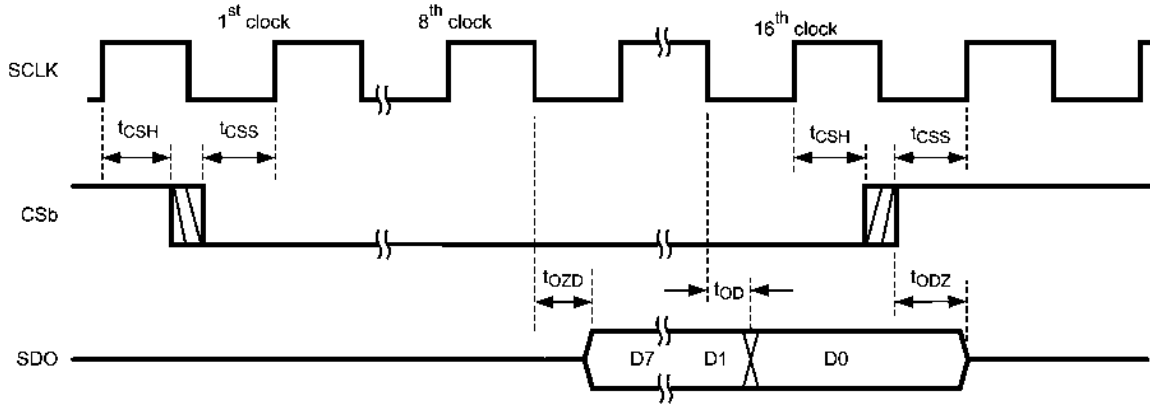 1st clock 8th clock 16th clock
SCLK
tCSH tCSS tCSH tCSS
CSb
tOZD tOD tODZ
SDO D7 D1 D0